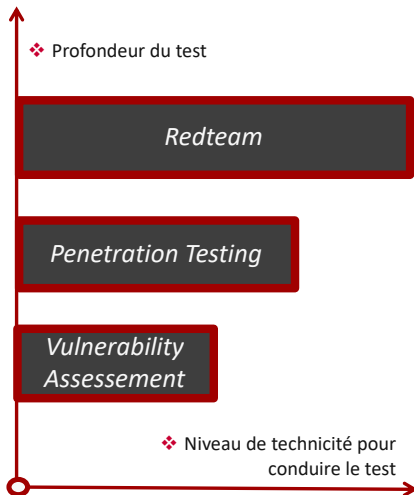 ❖ Profondeur du test
Redteam
Penetration Testing
Vulnerability
Assessement
❖ Niveau de technicité pour
conduire le test